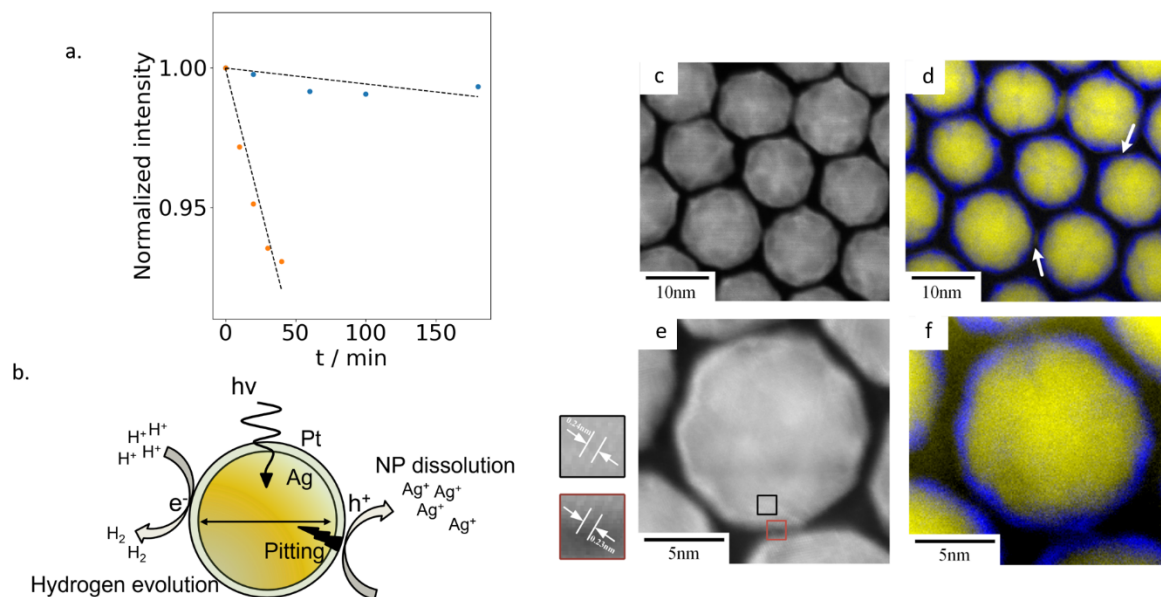 a.
Normalized intensity
1.00
0.95
0
50
100
150
t / min
b.
hν
H⁺ H⁺
H⁺ H⁺
Pt
Ag
e⁻
h⁺
H₂
H₂
Pitting
Hydrogen evolution
NP dissolution
Ag⁺ Ag⁺
Ag⁺
Ag⁺
c
10nm
d
10nm
e
5nm
0.24nm
0.23nm
f
5nm